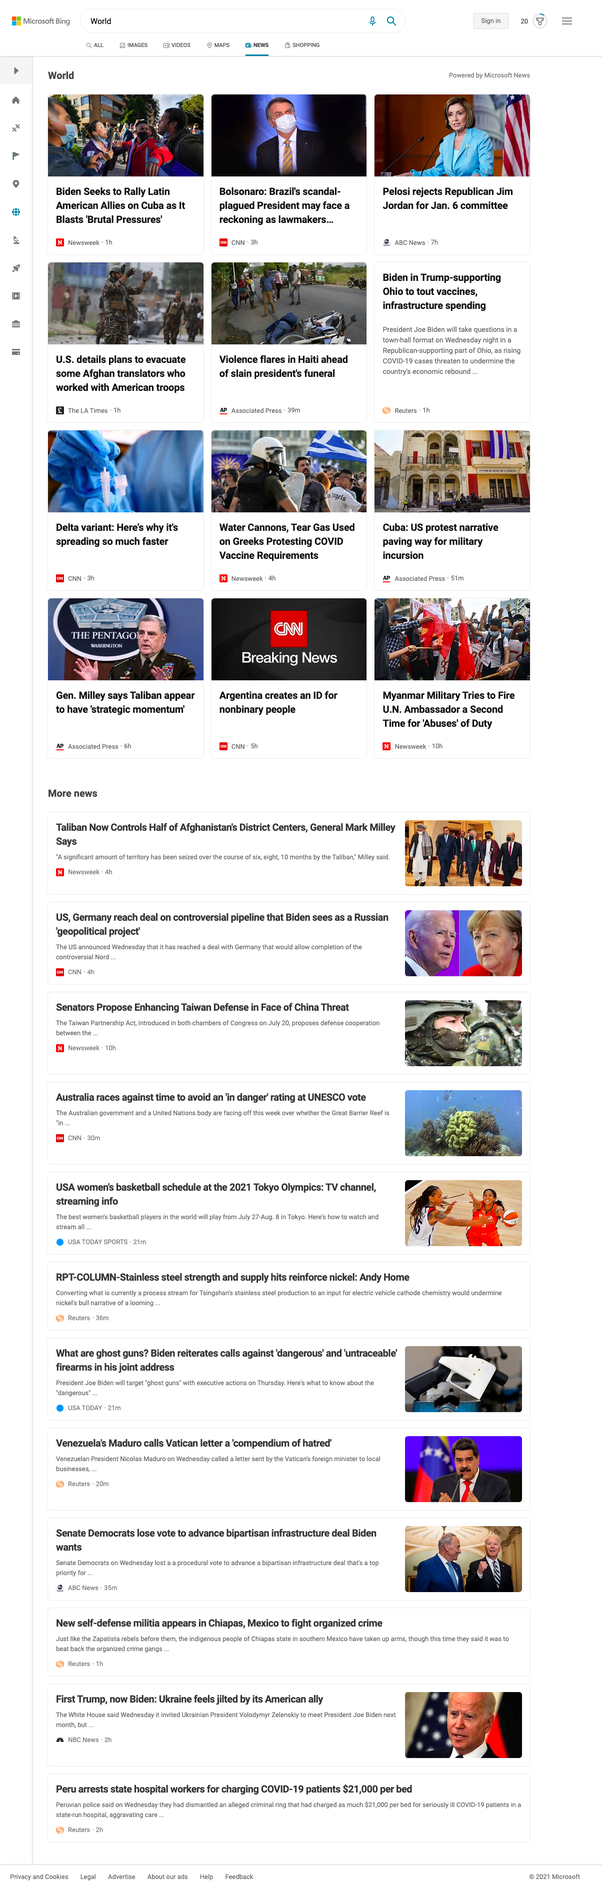 Microsoft Bing
World
Sign in
20
ALL
IMAGES
VIDEOS
MAPS
NEWS
SHOPPING
World
Powered by Microsoft News
Biden Seeks to Rally Latin
American Allies on Cuba as It
Blasts 'Brutal Pressures'
N Newsweek · 1h
Bolsonaro: Brazil's scandal-
plagued President may face a
reckoning as lawmakers...
CNN CNN · 3h
Pelosi rejects Republican Jim
Jordan for Jan. 6 committee
ABC News · 7h
U.S. details plans to evacuate
some Afghan translators who
worked with American troops
The LA Times · 1h
Violence flares in Haiti ahead
of slain president's funeral
AP Associated Press · 39m
Biden in Trump-supporting
Ohio to tout vaccines,
infrastructure spending
President Joe Biden will take questions in a
town-hall format on Wednesday night in a
Republican-supporting part of Ohio, as rising
COVID-19 cases threaten to undermine the
country's economic rebound ...
Reuters · 1h
Delta variant: Here's why it's
spreading so much faster
CNN CNN · 3h
Water Cannons, Tear Gas Used
on Greeks Protesting COVID
Vaccine Requirements
N Newsweek · 4h
Cuba: US protest narrative
paving way for military
incursion
AP Associated Press · 51m
THE PENTAGON
WASHINGTON
Gen. Milley says Taliban appear
to have 'strategic momentum'
AP Associated Press · 6h
CNN
Breaking News
Argentina creates an ID for
nonbinary people
CNN CNN · 5h
Myanmar Military Tries to Fire
U.N. Ambassador a Second
Time for 'Abuses' of Duty
N Newsweek · 10h
More news
Taliban Now Controls Half of Afghanistan's District Centers, General Mark Milley
Says
"A significant amount of territory has been seized over the course of six, eight, 10 months by the Taliban," Milley said.
N Newsweek · 4h
US, Germany reach deal on controversial pipeline that Biden sees as a Russian
'geopolitical project'
The US announced Wednesday that it has reached a deal with Germany that would allow completion of the
controversial Nord ...
CNN CNN · 4h
Senators Propose Enhancing Taiwan Defense in Face of China Threat
The Taiwan Partnership Act, introduced in both chambers of Congress on July 20, proposes defense cooperation
between the ...
N Newsweek · 10h
Australia races against time to avoid an 'in danger' rating at UNESCO vote
The Australian government and a United Nations body are facing off this week over whether the Great Barrier Reef is
"in ...
CNN CNN · 30m
USA women's basketball schedule at the 2021 Tokyo Olympics: TV channel,
streaming info
The best women's basketball players in the world will play from July 27-Aug. 8 in Tokyo. Here's how to watch and
stream all ...
USA TODAY SPORTS · 21m
RPT-COLUMN-Stainless steel strength and supply hits reinforce nickel: Andy Home
Converting what is currently a process stream for Tsingshan's stainless steel production to an input for electric vehicle cathode chemistry would undermine
nickel's bull narrative of a looming ...
Reuters · 36m
What are ghost guns? Biden reiterates calls against 'dangerous' and 'untraceable'
firearms in his joint address
President Joe Biden will target "ghost guns" with executive actions on Thursday. Here's what to know about the
"dangerous" ...
USA TODAY · 21m
Venezuela's Maduro calls Vatican letter a 'compendium of hatred'
Venezuelan President Nicolas Maduro on Wednesday called a letter sent by the Vatican's foreign minister to local
businesses, ...
Reuters · 20m
Senate Democrats lose vote to advance bipartisan infrastructure deal Biden
wants
Senate Democrats on Wednesday lost a a procedural vote to advance a bipartisan infrastructure deal that's a top
priority for ...
ABC News · 35m
New self-defense militia appears in Chiapas, Mexico to fight organized crime
Just like the Zapatista rebels before them, the indigenous people of Chiapas state in southern Mexico have taken up arms, though this time they said it was to
beat back the organized crime gangs ...
Reuters · 1h
First Trump, now Biden: Ukraine feels jilted by its American ally
The White House said Wednesday it invited Ukrainian President Volodymyr Zelenskiy to meet President Joe Biden next
month, but ...
NBC News · 2h
Peru arrests state hospital workers for charging COVID-19 patients $21,000 per bed
Peruvian police said on Wednesday they had dismantled an alleged criminal ring that had charged as much $21,000 per bed for seriously ill COVID-19 patients in a
state-run hospital, aggravating care ...
Reuters · 2h
Privacy and Cookies
Legal
Advertise
About our ads
Help
Feedback
© 2021 Microsoft